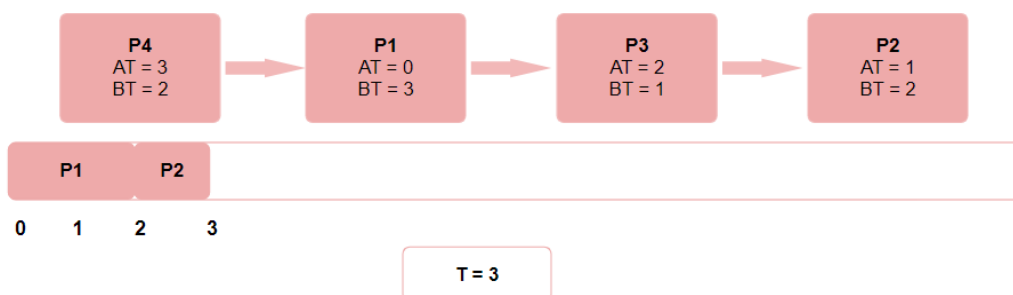 P4
AT = 3
BT = 2
P1
AT = 0
BT = 3
P3
AT = 2
BT = 1
P2
AT = 1
BT = 2
P1 P2
0 1 2 3
T = 3